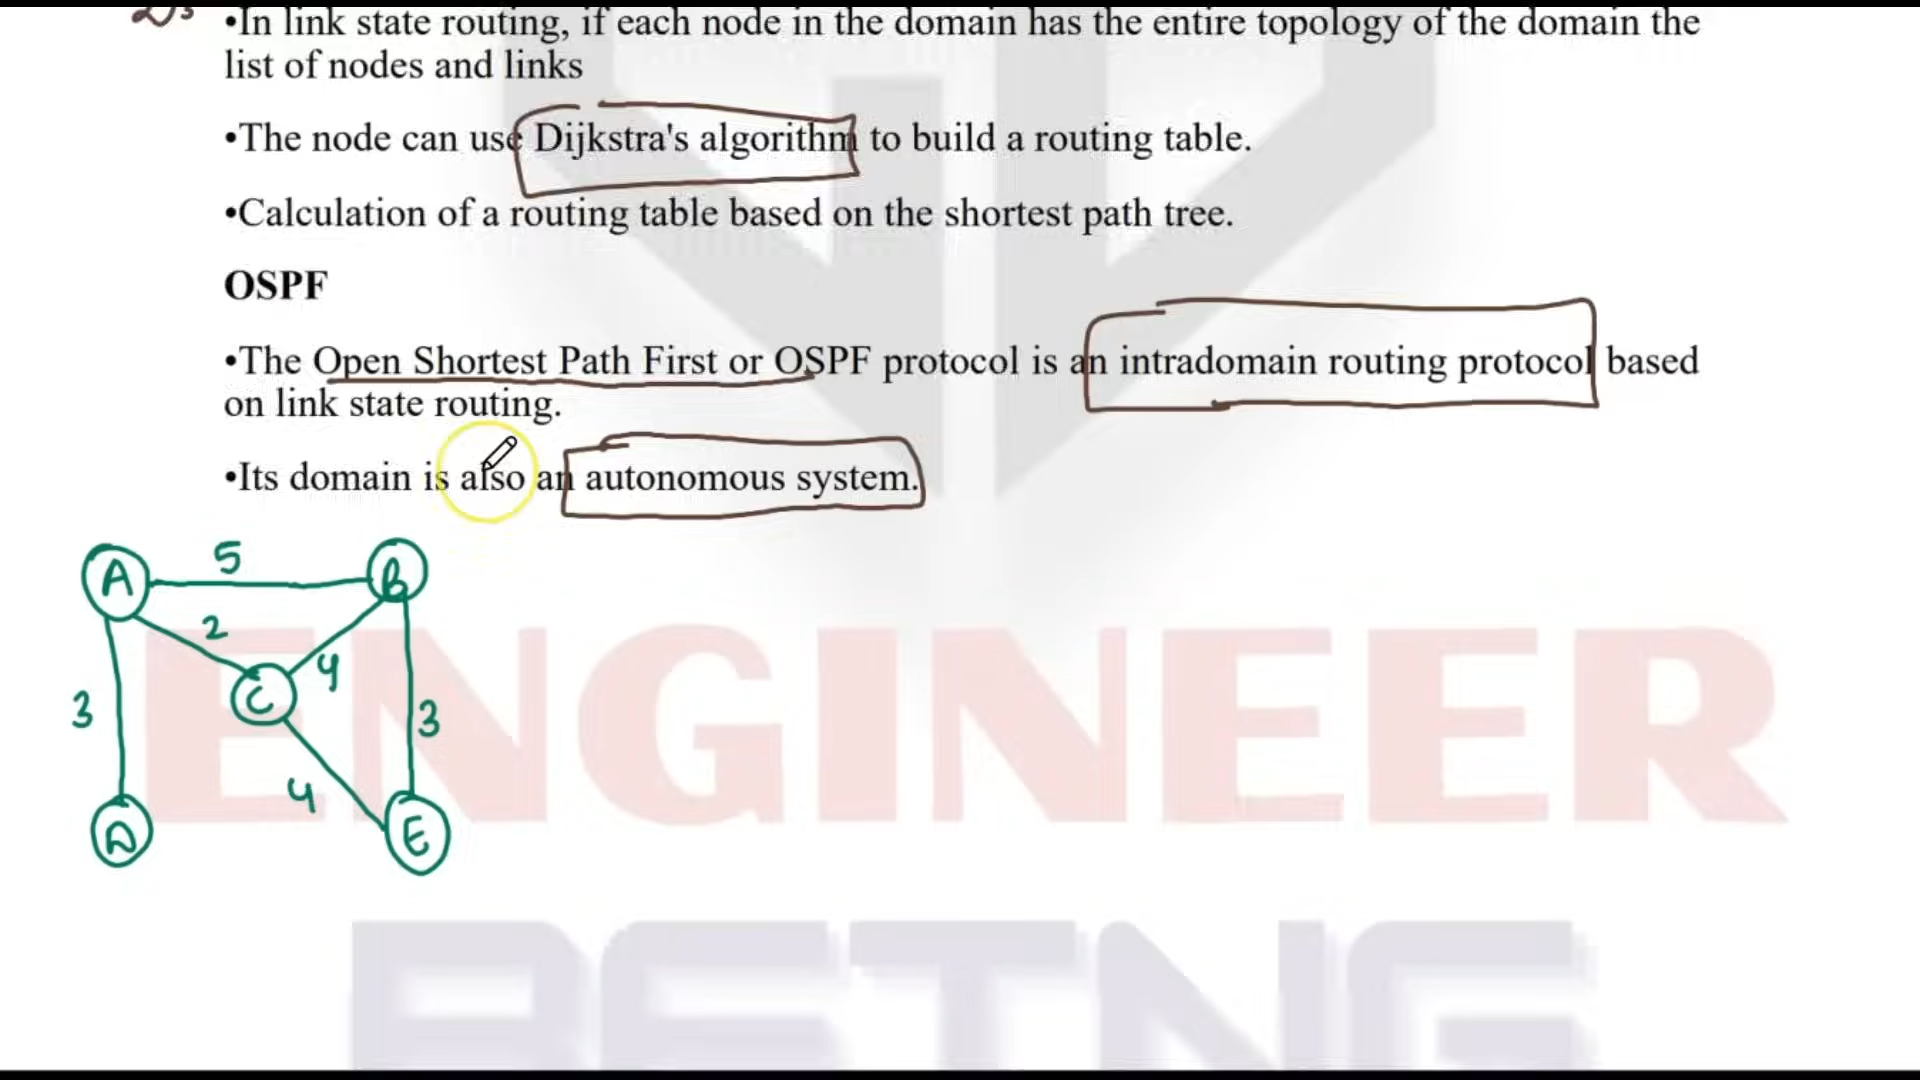 •In link state routing, if each node in the domain has the entire topology of the domain the
list of nodes and links
•The node can use Dijkstra's algorithm to build a routing table.
•Calculation of a routing table based on the shortest path tree.
OSPF
•The Open Shortest Path First or OSPF protocol is an intradomain routing protocol based
on link state routing.
•Its domain is also an autonomous system.
A 5 B
2
C 4
3 3
4
D E
ENGINEER